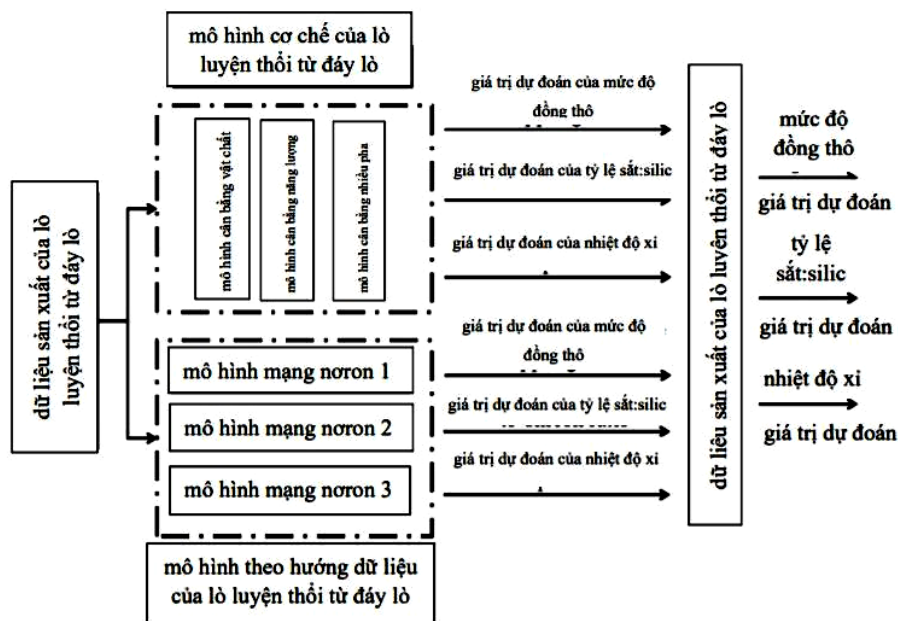 mô hình cơ chế của lò
luyện thổi từ đáy lò
dữ liệu sản xuất của lò
luyện thổi từ đáy lò
mô hình cân bằng vật chất
mô hình cân bằng năng lượng
mô hình cân bằng nhiều pha
giá trị dự đoán của mức độ
đồng thô
giá trị dự đoán của tỷ lệ sắt:silic
giá trị dự đoán của nhiệt độ xỉ
mô hình mạng nơron 1
mô hình mạng nơron 2
mô hình mạng nơron 3
giá trị dự đoán của mức độ
đồng thô
giá trị dự đoán của tỷ lệ sắt:silic
giá trị dự đoán của nhiệt độ xỉ
mô hình theo hướng dữ liệu
của lò luyện thổi từ đáy lò
dữ liệu sản xuất của lò luyện thổi từ đáy lò
mức độ
đồng thô
giá trị dự đoán
tỷ lệ
sắt:silic
giá trị dự đoán
nhiệt độ xỉ
giá trị dự đoán